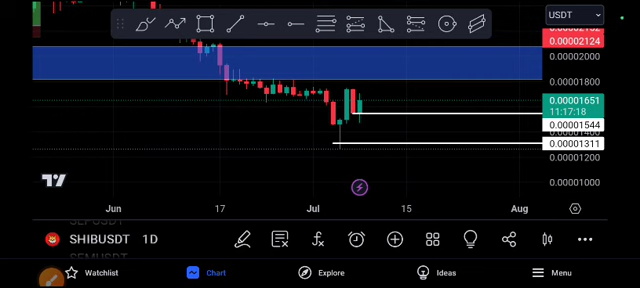 USDT
0.00002124
0.00002000
0.00001800
0.00001651
11:17:18
0.00001544
0.00001311
0.00001200
0.00001000
Jun 17 Jul 15 Aug
SHIBUSDT 1D
Watchlist Chart Explore Ideas Menu